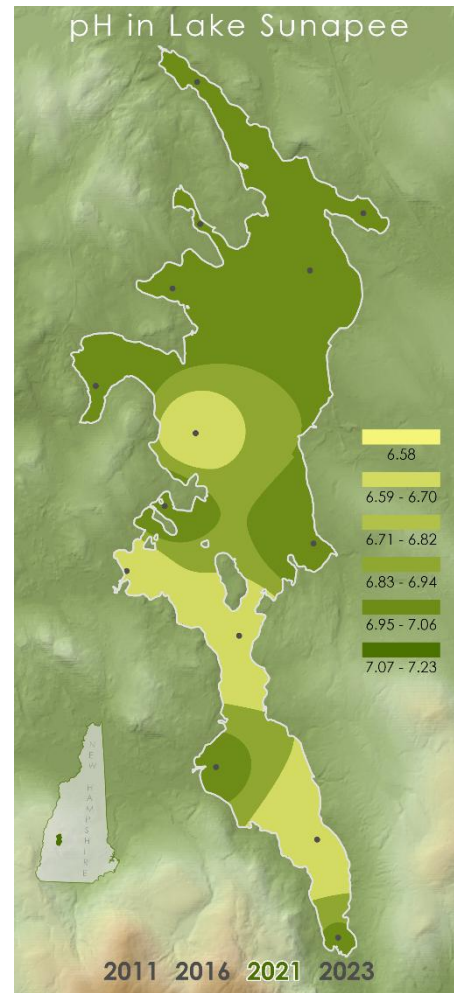 pH in Lake Sunapee
6.58
6.59 - 6.70
6.71 - 6.82
6.83 - 6.94
6.95 - 7.06
7.07 - 7.23
NEW HAMPSHIRE
2011 2016 2021 2023